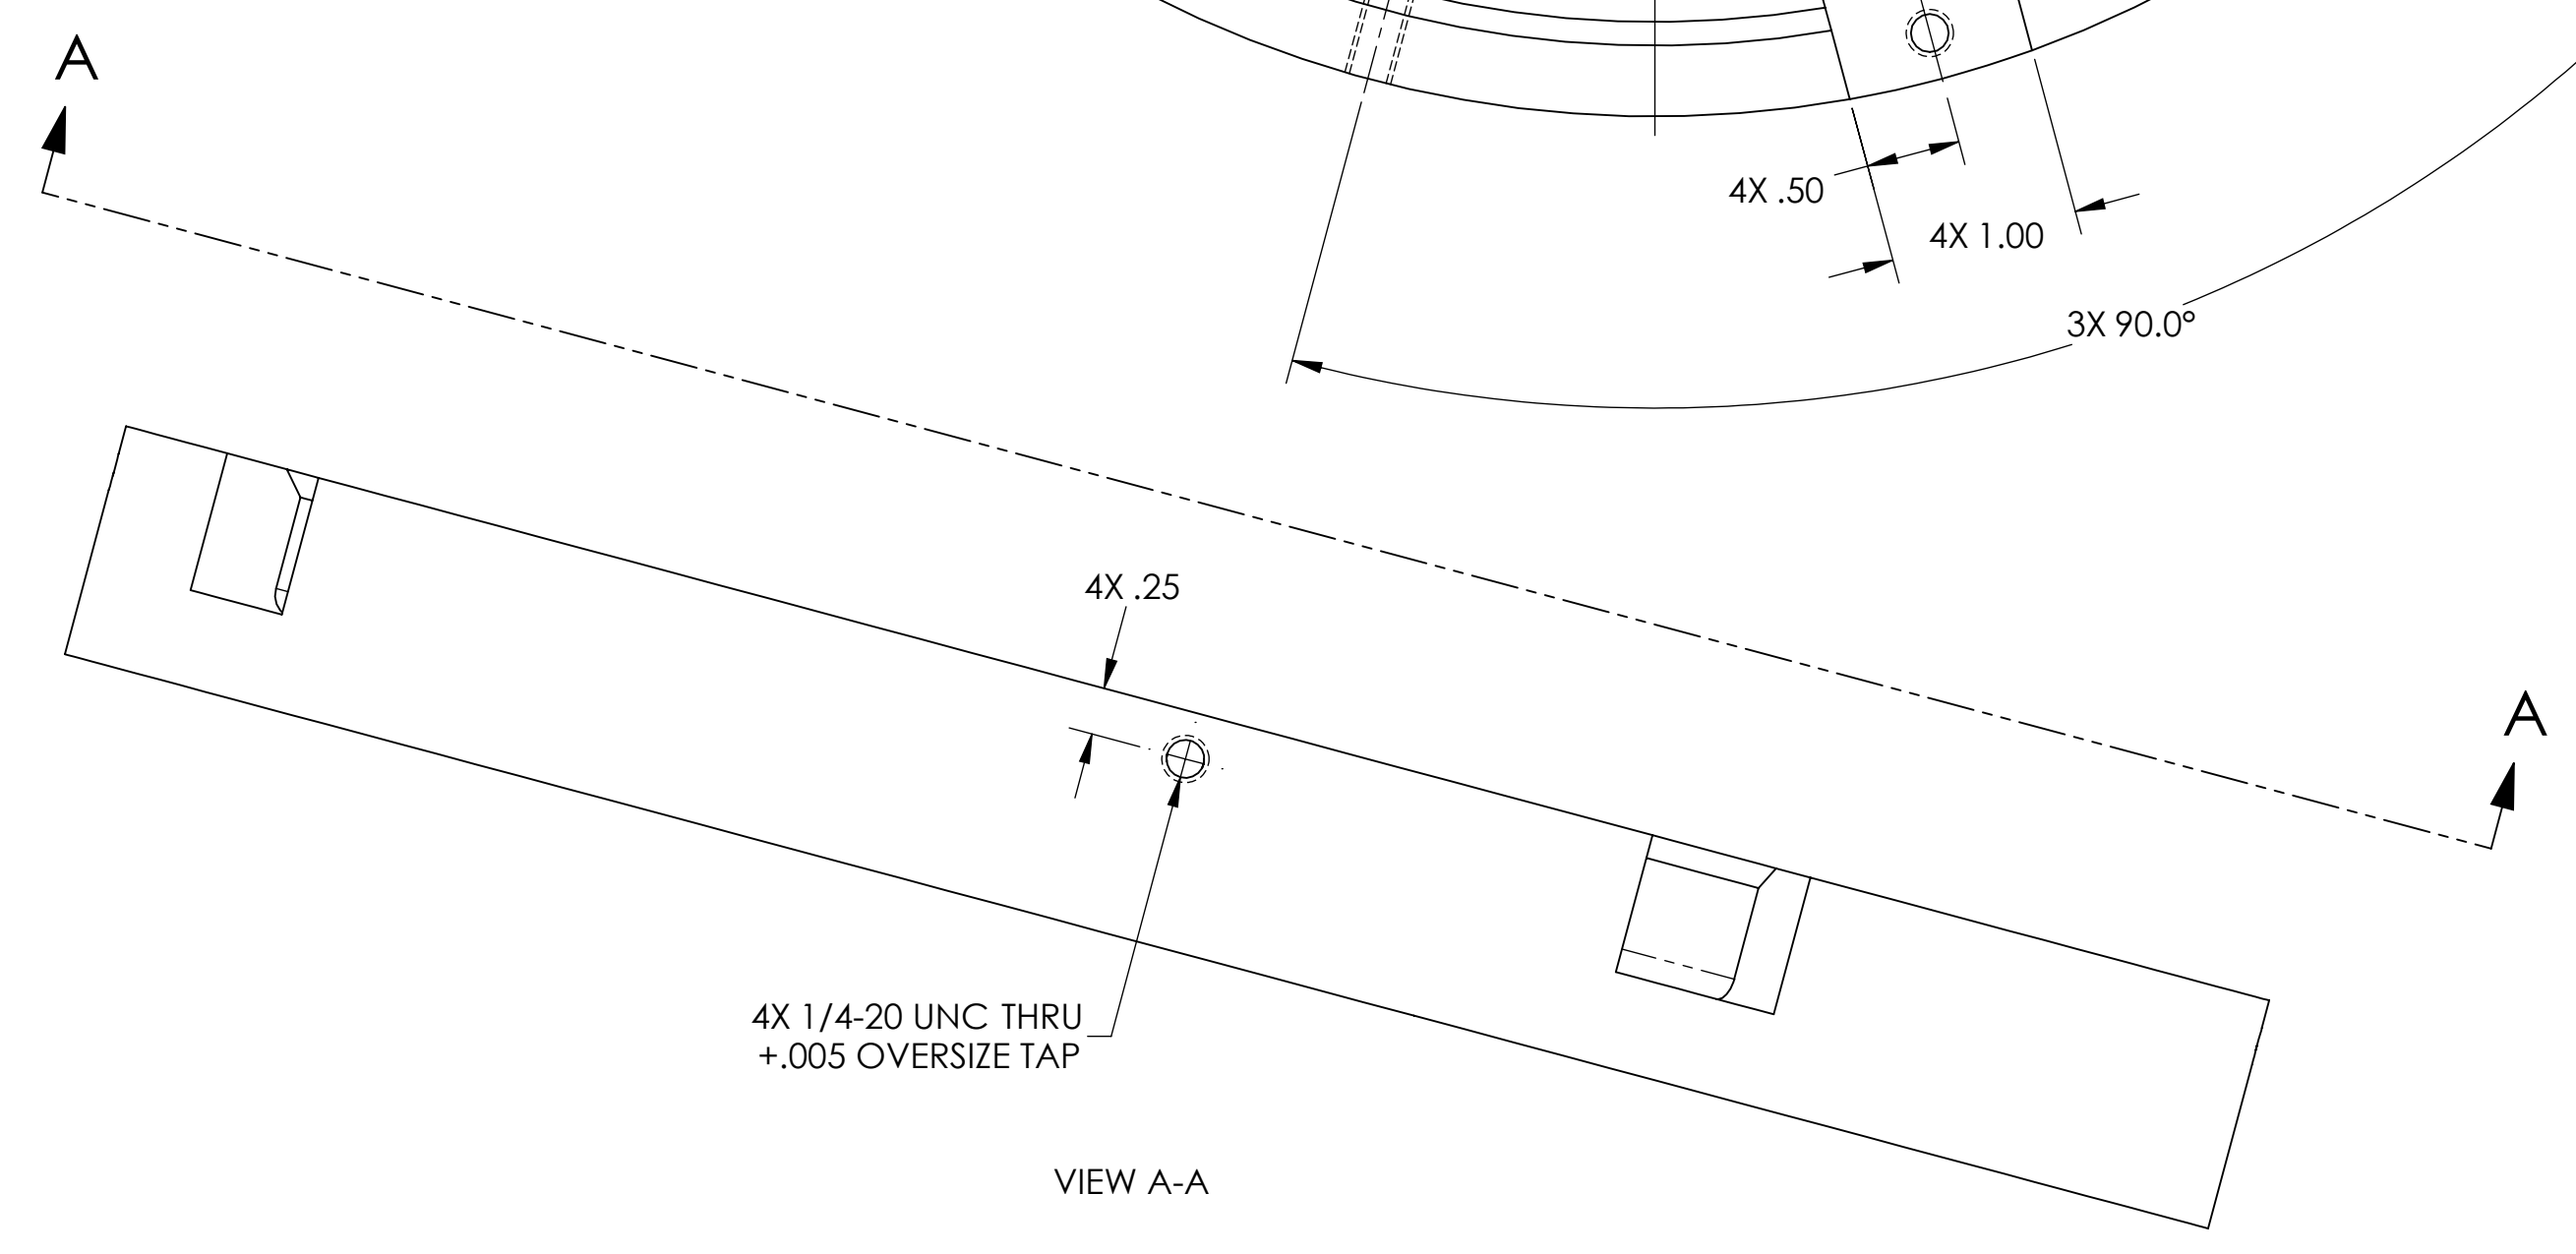 A
4X .50
4X 1.00
3X 90.0°
4X .25
A
4X 1/4-20 UNC THRU
+.005 OVERSIZE TAP
VIEW A-A